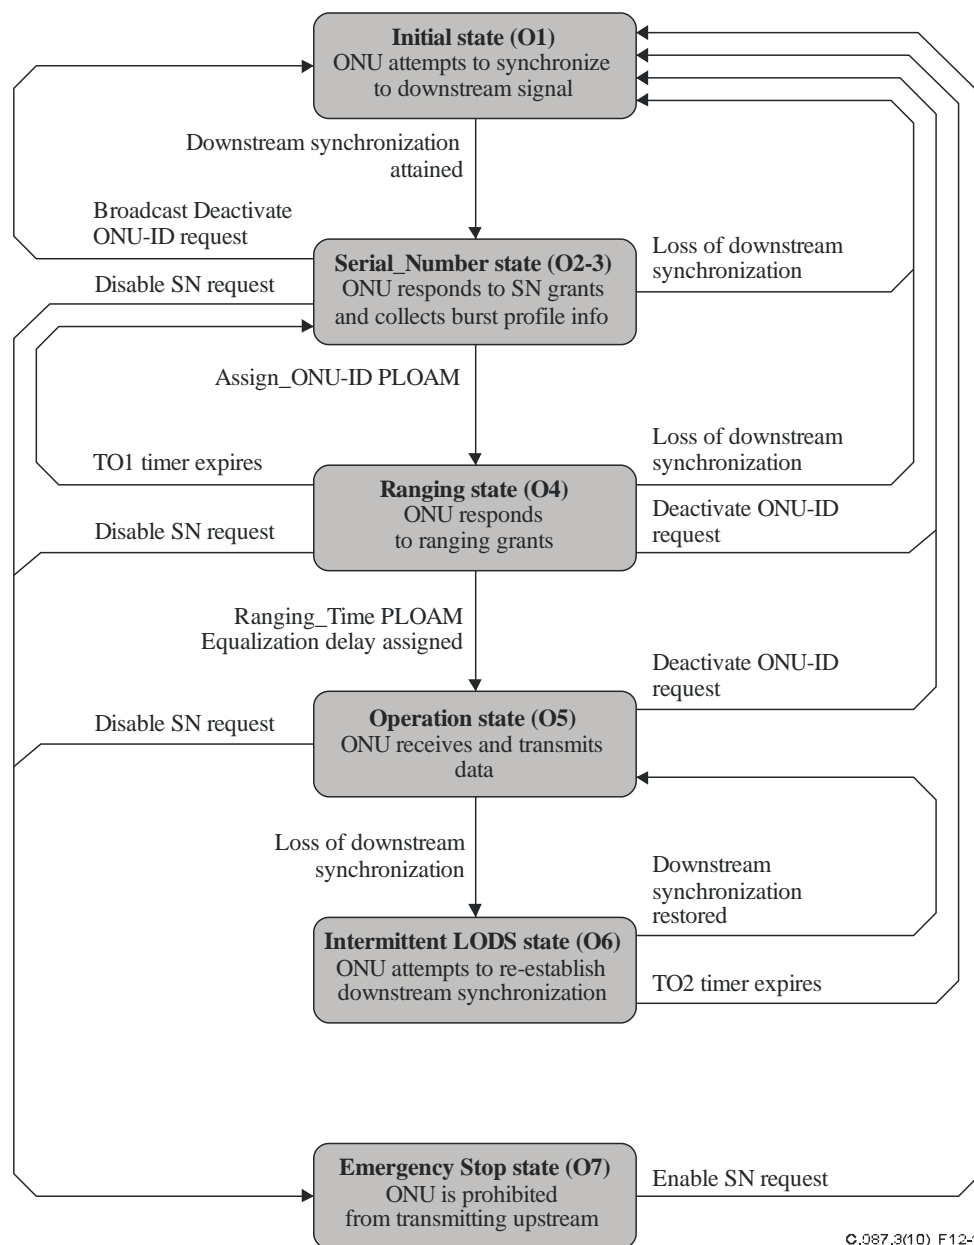 Initial state (O1)
ONU attempts to synchronize
to downstream signal
Downstream synchronization
attained
Broadcast Deactivate
ONU-ID request
Serial_Number state (O2-3)
ONU responds to SN grants
and collects burst profile info
Loss of downstream
synchronization
Disable SN request
Assign_ONU-ID PLOAM
Loss of downstream
synchronization
TO1 timer expires
Ranging state (O4)
ONU responds
to ranging grants
Deactivate ONU-ID
request
Disable SN request
Ranging_Time PLOAM
Equalization delay assigned
Deactivate ONU-ID
request
Operation state (O5)
ONU receives and transmits
data
Disable SN request
Loss of downstream
synchronization
Downstream
synchronization
restored
Intermittent LODS state (O6)
ONU attempts to re-establish
downstream synchronization
TO2 timer expires
Emergency Stop state (O7)
ONU is prohibited
from transmitting upstream
Enable SN request
G.987.3(10)